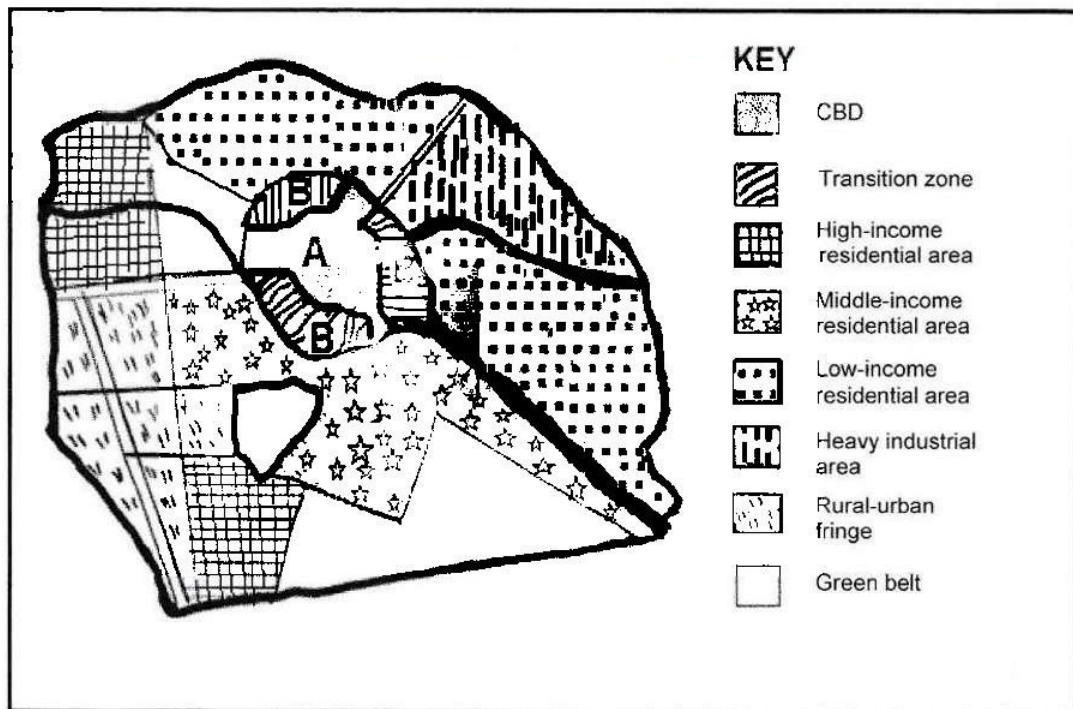 KEY
CBD
Transition zone
High-income
residential area
Middle-income
residential area
Low-income
residential area
Heavy industrial
area
Rural-urban
fringe
Green belt
B
A
B